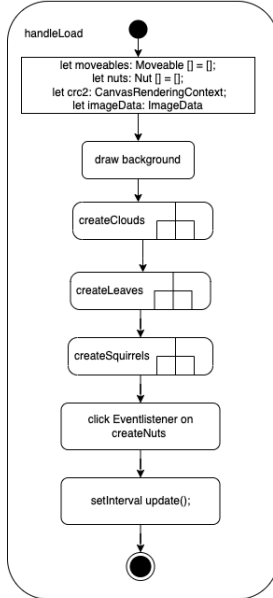 handleLoad
let moveables: Moveable [] = [];
let nuts: Nut [] = [];
let crc2: CanvasRenderingContext;
let imageData: ImageData
draw background
createClouds
createLeaves
createSquirrels
click Eventlistener on
createNuts
setInterval update();